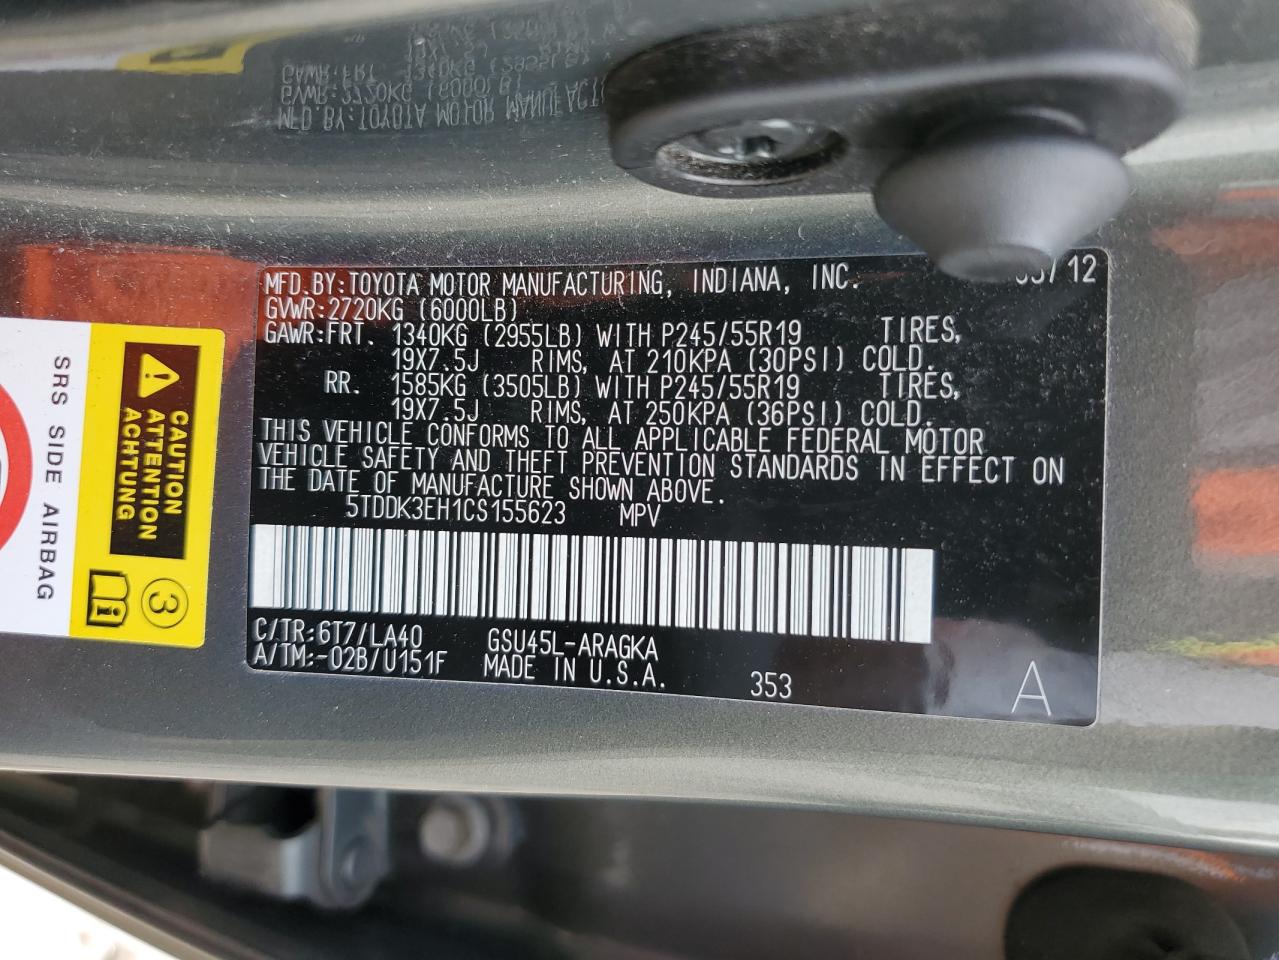 MFD.BY:TOYOTA MOTOR MANUFACTURING, INDIANA, INC. /12
GVWR:2720KG (6000LB)
GAWR:FRT. 1340KG (2955LB) WITH P245/55R19 TIRES,
19X7.5J RIMS, AT 210KPA (30PSI) COLD.
RR. 1585KG (3505LB) WITH P245/55R19 TIRES,
19X7.5J RIMS, AT 250KPA (36PSI) COLD.
THIS VEHICLE CONFORMS TO ALL APPLICABLE FEDERAL MOTOR
VEHICLE SAFETY AND THEFT PREVENTION STANDARDS IN EFFECT ON
THE DATE OF MANUFACTURE SHOWN ABOVE.
5TDDK3EH1CS155623 MPV
C/TR:6T7/LA40 GSU45L-ARAGKA
A/TM:-02B/U151F MADE IN U.S.A. 353 A
CAUTION
ATTENTION
ACHTUNG
3
SRS SIDE AIRBAG